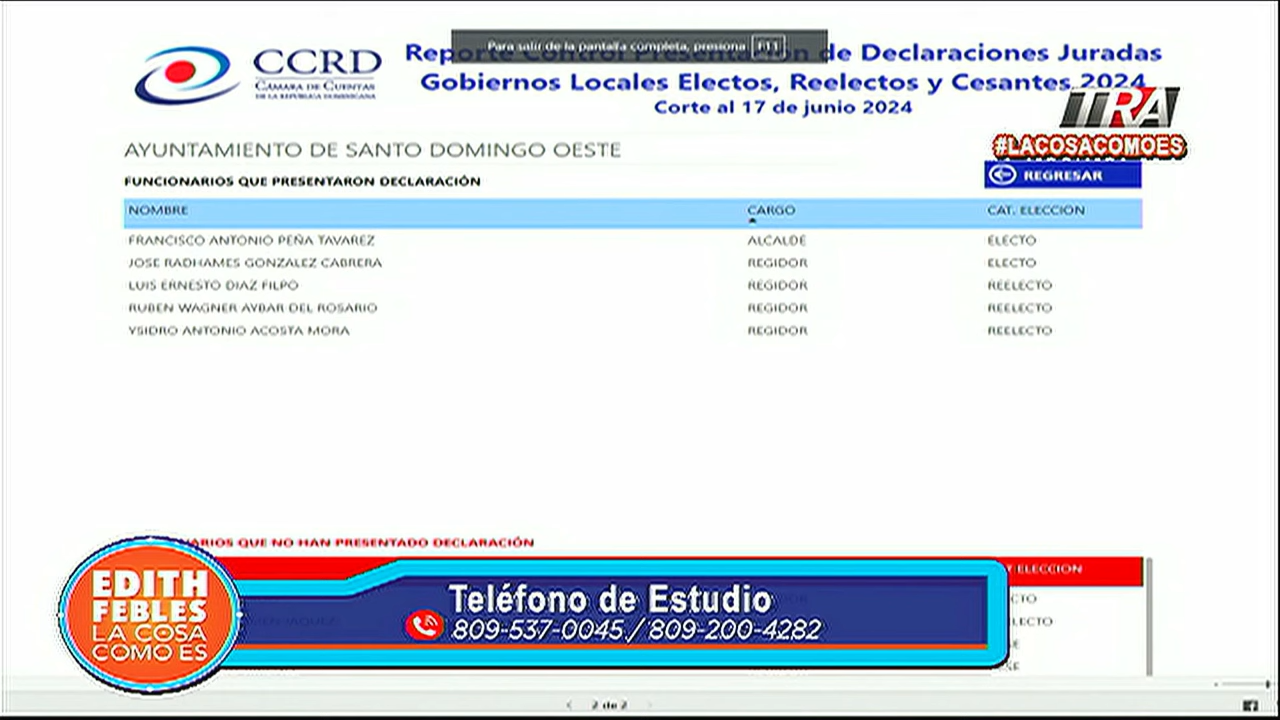 Para salir de la pantalla completa, presiona F11
CCRD
CÁMARA DE CUENTAS
DE LA REPÚBLICA DOMINICANA
Reporte Control Presentación de Declaraciones Juradas
Gobiernos Locales Electos, Reelectos y Cesantes 2024
Corte al 17 de junio 2024
TRA
#LACOSACOMOES
AYUNTAMIENTO DE SANTO DOMINGO OESTE
FUNCIONARIOS QUE PRESENTARON DECLARACIÓN
REGRESAR
NOMBRE CARGO CAT. ELECCION
FRANCISCO ANTONIO PEÑA TAVAREZ ALCALDE ELECTO
JOSE RADHAMES GONZALEZ CABRERA REGIDOR ELECTO
LUIS ERNESTO DIAZ FILPO REGIDOR REELECTO
RUBEN WAGNER AYBAR DEL ROSARIO REGIDOR REELECTO
YSIDRO ANTONIO ACOSTA MORA REGIDOR REELECTO
ARIOS QUE NO HAN PRESENTADO DECLARACIÓN
ELECCION
EDITH
FEBLES
LA COSA
COMO ES
Teléfono de Estudio
809-537-0045 / 809-200-4282
2 de 2